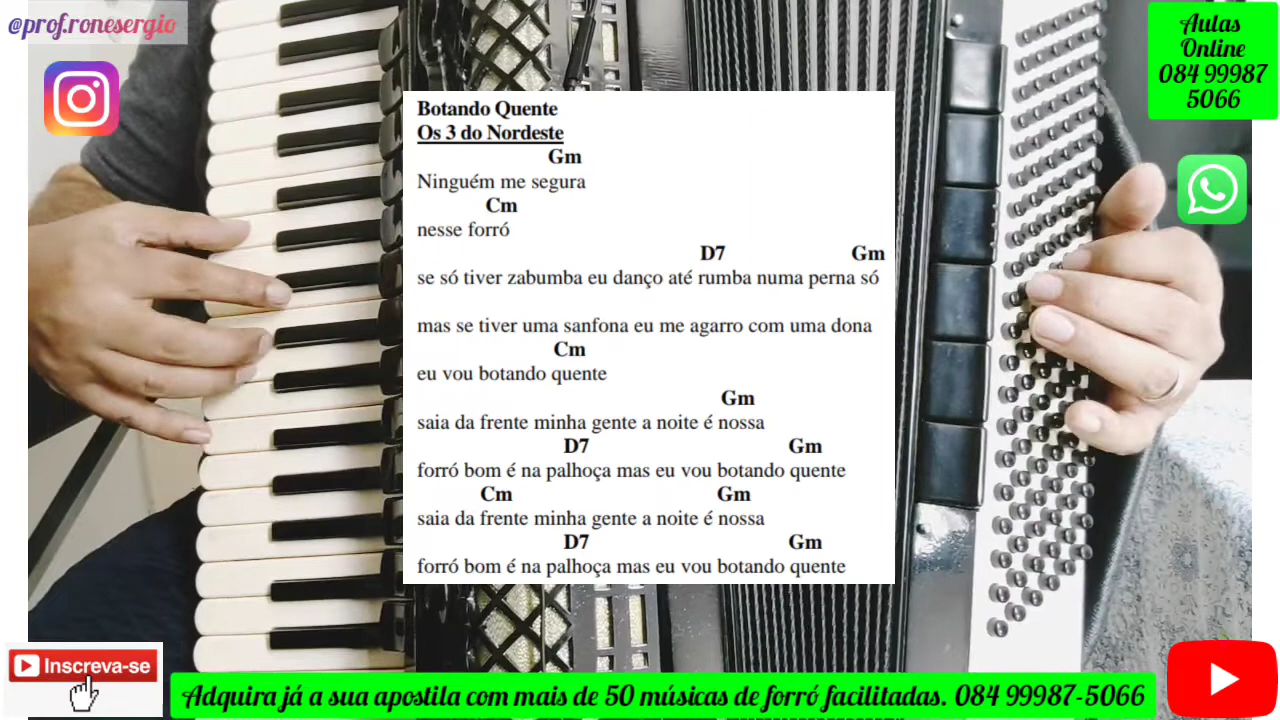 @prof.ronesergio
Aulas
Online
084 99987
5066
Botando Quente
Os 3 do Nordeste
Gm
Ninguém me segura
Cm
nesse forró
D7 Gm
se só tiver zabumba eu danço até rumba numa perna só
mas se tiver uma sanfona eu me agarro com uma dona
Cm
eu vou botando quente
Gm
saia da frente minha gente a noite é nossa
D7 Gm
forró bom é na palhoça mas eu vou botando quente
Cm Gm
saia da frente minha gente a noite é nossa
D7 Gm
forró bom é na palhoça mas eu vou botando quente
Inscreva-se
Adquira já a sua apostila com mais de 50 músicas de forró facilitadas. 084 99987-5066